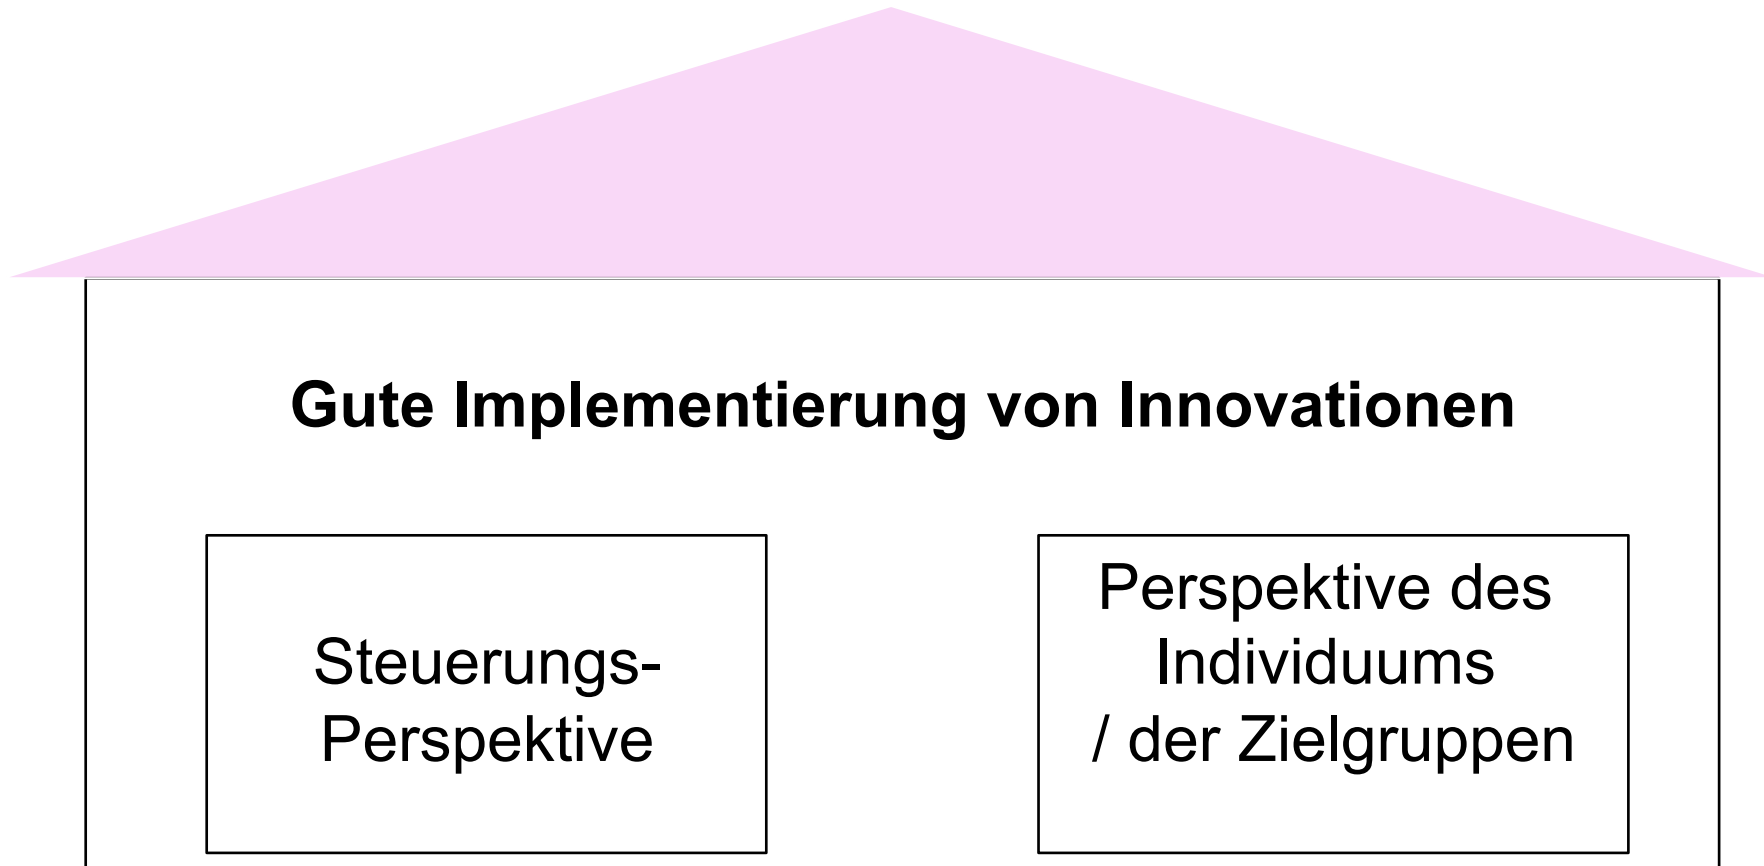 Gute Implementierung von Innovationen
Steuerungs-
Perspektive
Perspektive des
Individuums
/ der Zielgruppen